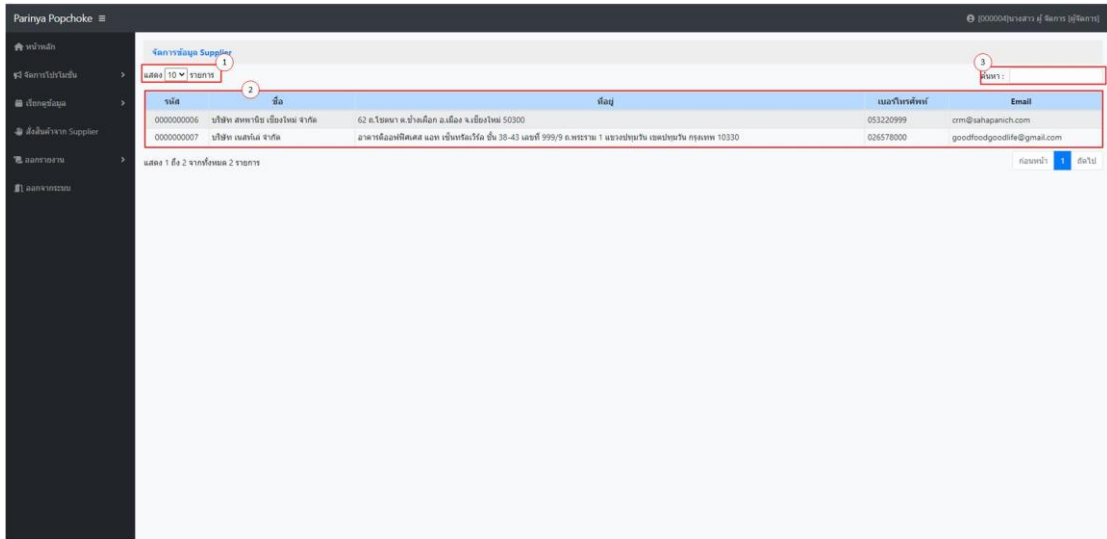 Parinya Popchoke ≡
[000004]นางสาว ผู้ จัดการ [ผู้จัดการ]
หน้าหลัก
จัดการโปรโมชั่น
เรียกดูข้อมูล
สั่งสินค้าจาก Supplier
ออกรายงาน
ออกจากระบบ
จัดการข้อมูล Supplier
1
3
แสดง 10 รายการ
ค้นหา :
2
รหัส ชื่อ ที่อยู่ เบอร์โทรศัพท์ Email
0000000006 บริษัท สหพานิช เชียงใหม่ จำกัด 62 ถ.โชตนา ต.ช้างเผือก อ.เมือง จ.เชียงใหม่ 50300 053220999 crm@sahapanich.com
0000000007 บริษัท เนสท์เล่ จำกัด อาคารดิออฟฟิศเศส แอท เซ็นทรัลเวิร์ล ชั้น 38-43 เลขที่ 999/9 ถ.พระราม 1 แขวงปทุมวัน เขตปทุมวัน กรุงเทพ 10330 026578000 goodfoodgoodlife@gmail.com
แสดง 1 ถึง 2 จากทั้งหมด 2 รายการ
ก่อนหน้า 1 ถัดไป